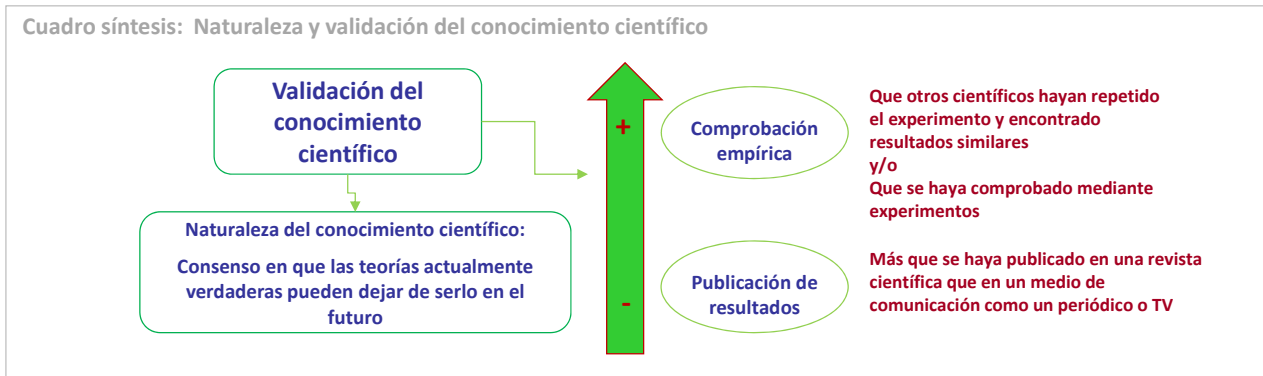 Cuadro síntesis: Naturaleza y validación del conocimiento científico
Validación del
conocimiento
científico
Naturaleza del conocimiento científico:
Consenso en que las teorías actualmente
verdaderas pueden dejar de serlo en el
futuro
+
-
Comprobación
empírica
Que otros científicos hayan repetido
el experimento y encontrado
resultados similares
y/o
Que se haya comprobado mediante
experimentos
Publicación de
resultados
Más que se haya publicado en una revista
científica que en un medio de
comunicación como un periódico o TV